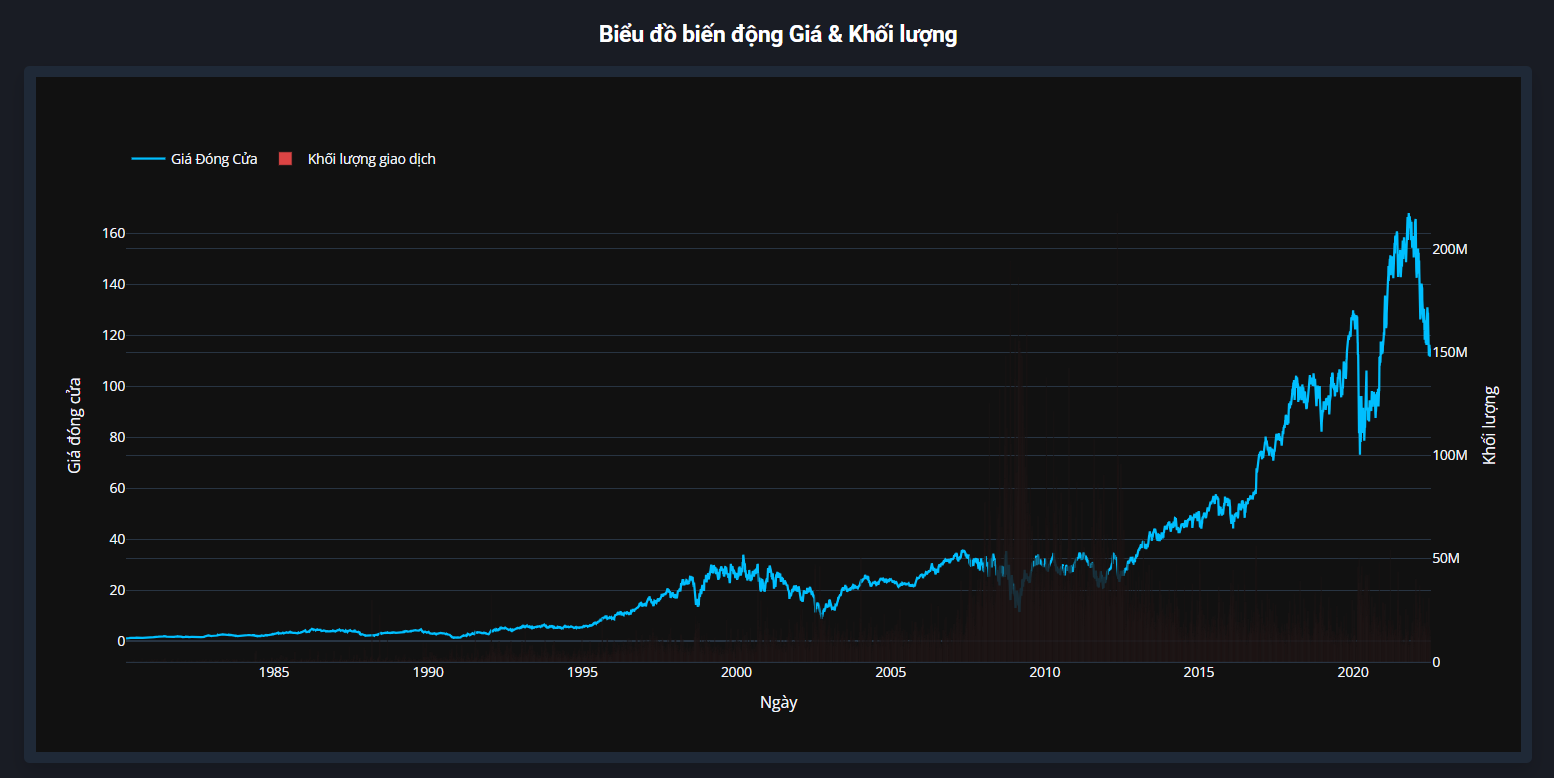 Biểu đồ biến động Giá & Khối lượng
Giá Đóng Cửa
Khối lượng giao dịch
Giá đóng cửa
160
140
120
100
80
60
40
20
0
200M
150M
100M
50M
0
Khối lượng
1985 1990 1995 2000 2005 2010 2015 2020
Ngày